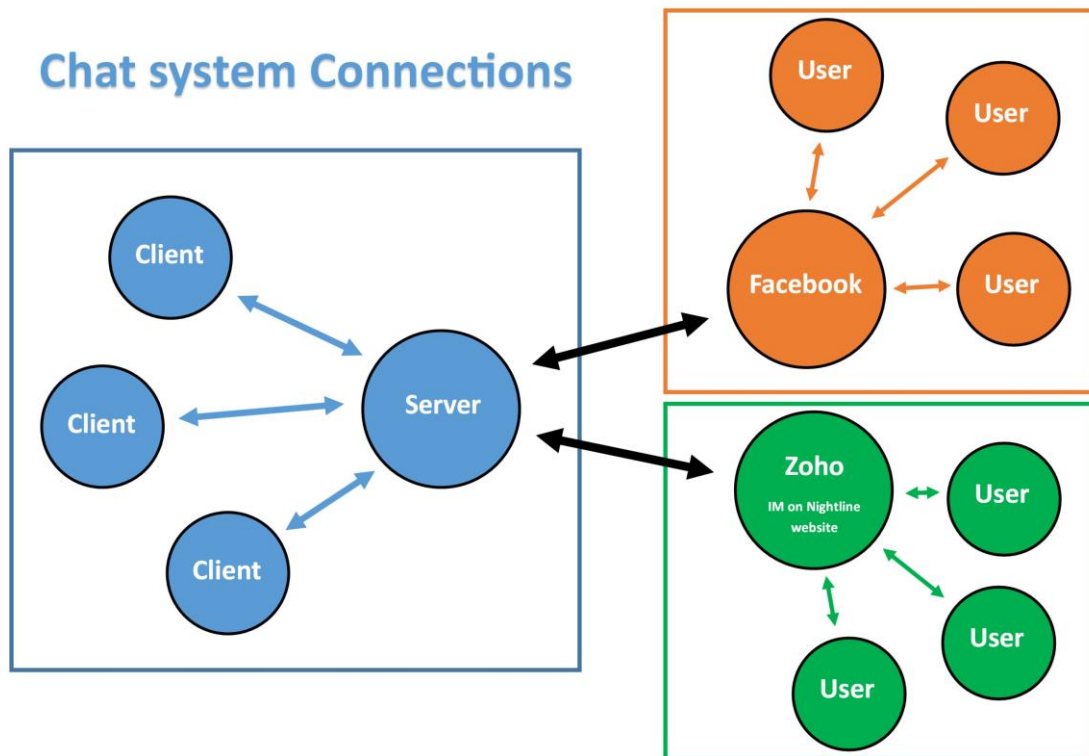 Chat system Connections
Client
Client
Client
Server
User
User
User
Facebook
Zoho
IM on Nightline
website
User
User
User